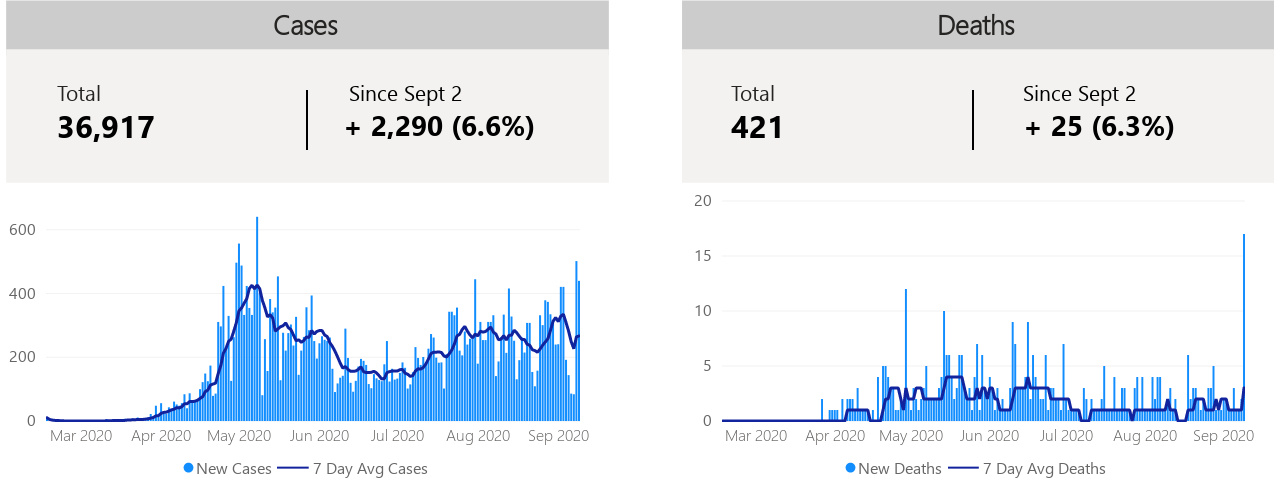 Cases
Total
36,917
Since Sept 2
+ 2,290 (6.6%)
600
400
200
0
Mar 2020 Apr 2020 May 2020 Jun 2020 Jul 2020 Aug 2020 Sep 2020
New Cases 7 Day Avg Cases
Deaths
Total
421
Since Sept 2
+ 25 (6.3%)
20
15
10
5
0
Mar 2020 Apr 2020 May 2020 Jun 2020 Jul 2020 Aug 2020 Sep 2020
New Deaths 7 Day Avg Deaths